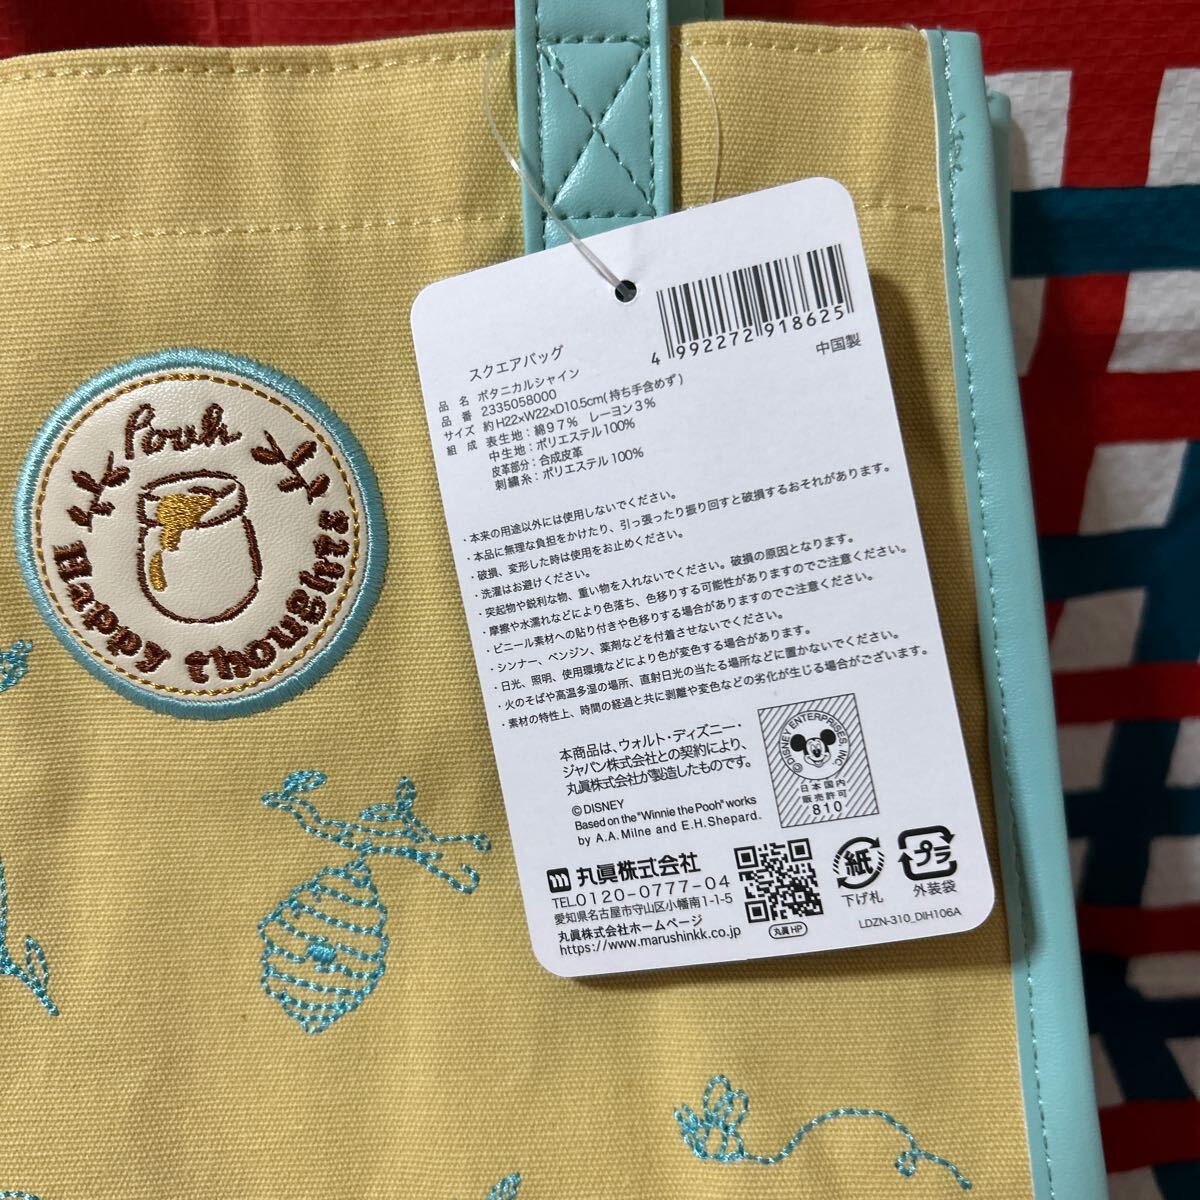 Pooh
Happy thoughts
4 992272 918625
中国製
スクエアバッグ
品 名 ボタニカルシャイン
品 番 2335058000
サイズ 約H22×W22×D10.5cm(持ち手含めず)
組 成 表生地:綿97% レーヨン3%
中生地:ポリエステル100%
皮革部分:合成皮革
刺繍糸:ポリエステル100%
・本来の用途以外には使用しないでください。
・本品に無理な負担をかけたり、引っ張ったり振り回すと破損するおそれがあります。
・破損、変形した時は使用をお止めください。
・洗濯はお避けください。
・突起物や鋭利な物、重い物を入れないでください。破損の原因となります。
・摩擦や水濡れなどにより色落ち、色移りする可能性がありますのでご注意ください。
・ビニール素材への貼り付きや色移りする場合がありますのでご注意ください。
・シンナー、ベンジン、薬剤などを付着させないでください。
・日光、照明、使用環境などにより色が変色する場合があります。
・火のそばや高温多湿の場所、直射日光の当たる場所などに置かないでください。
・素材の特性上、時間の経過と共に剥離や変色などの劣化が生じる場合がございます。
本商品は、ウォルト・ディズニー・
ジャパン株式会社との契約により、
丸眞株式会社が製造したものです。
©DISNEY
Based on the "Winnie the Pooh" works
by A.A. Milne and E.H. Shepard.
©DISNEY ENTERPRISES, INC.
日本国内
販売許可
810
m 丸眞株式会社
TEL0120-0777-04
愛知県名古屋市守山区小幡南1-1-5
丸眞株式会社ホームページ
https://www.marushinkk.co.jp
丸眞HP
紙
下げ札
プラ
外装袋
LDZN-310_DIH106A